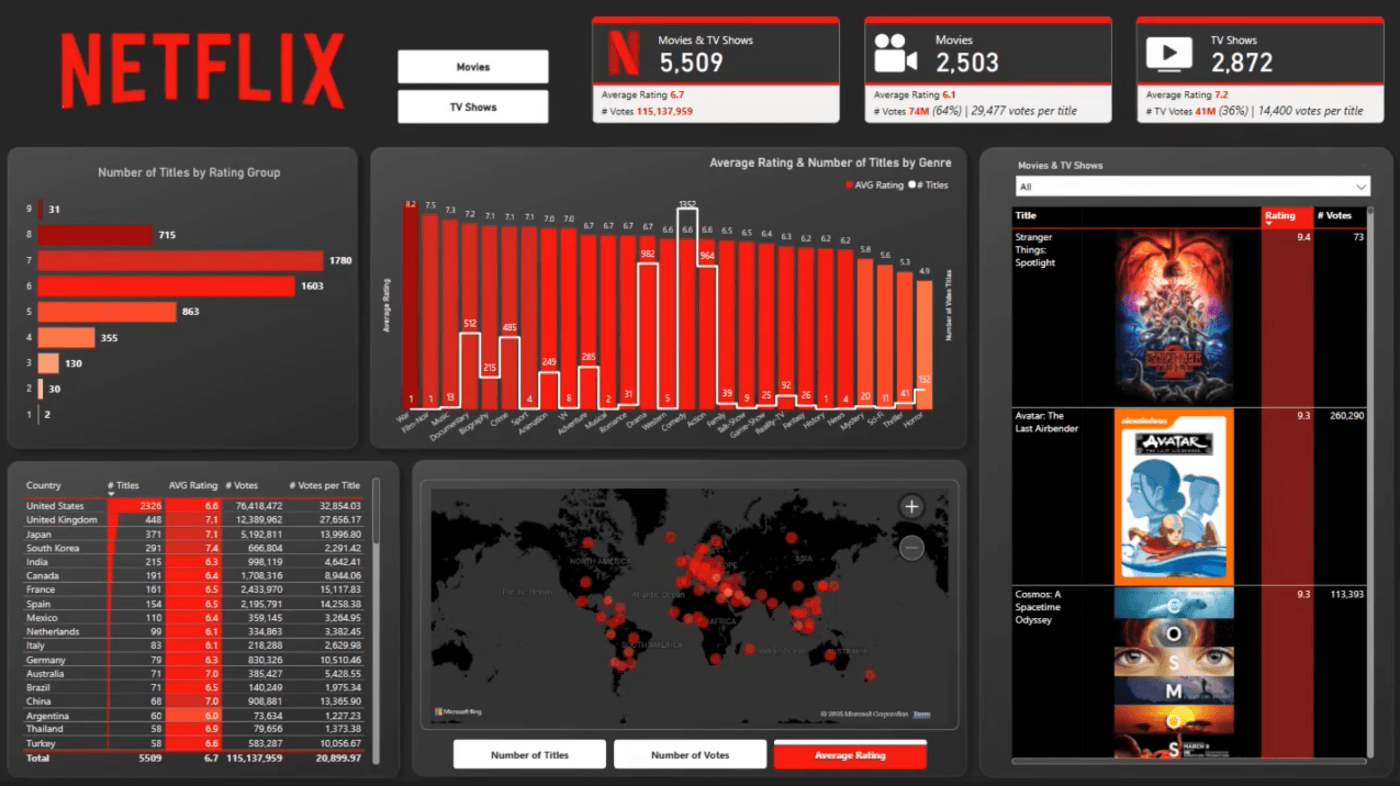 NETFLIX
Movies
TV Shows
Movies & TV Shows
5,509
Average Rating 6.7
# Votes 115,137,959
Movies
2,503
Average Rating 6.1
# Votes 74M (64%) | 29,477 votes per title
TV Shows
2,872
Average Rating 7.2
# TV Votes 41M (36%) | 14,400 votes per title
Number of Titles by Rating Group
9 31
8 715
7 1780
6 1603
5 863
4 355
3 130
2 30
1 2
Average Rating & Number of Titles by Genre
AVG Rating # Titles
Average Rating
8.2 7.5 7.3 7.2 7.1 7.1 7.1 7.0 7.0 6.7 6.7 6.7 6.7 6.6 6.6 6.6 6.5 6.5 6.4 6.3 6.2 6.2 6.2 5.8 5.6 5.3 4.9
1 1 13 512 215 485 4 249 8 285 2 31 982 5 1352 964 39 9 25 92 26 1 4 20 11 41 132
War Film-Noir Music Documentary Biography Crime Sport Animation \N Adventure Musical Romance Drama Western Comedy Action Family Talk-Show Game-Show Reality-TV Fantasy History News Mystery Sci-Fi Thriller Horror
Number of Video Titles
Movies & TV Shows
All
Title Rating # Votes
Stranger 9.4 73
Things:
Spotlight
STRANGER
THINGS
Avatar: The 9.3 260,290
Last Airbender
nickelodeon
AVATAR
THE LAST AIRBENDER
Cosmos: A 9.3 113,393
Spacetime
Odyssey
C
O
S
M
O
S
MARCH 9
Country # Titles AVG Rating # Votes # Votes per Title
United States 2326 6.6 76,418,472 32,854.03
United Kingdom 448 7.1 12,389,962 27,656.17
Japan 371 7.1 5,192,811 13,996.80
South Korea 291 7.4 666,804 2,291.42
India 215 6.3 998,119 4,642.41
Canada 191 6.4 1,708,316 8,944.06
France 161 6.5 2,433,970 15,117.83
Spain 154 6.5 2,195,791 14,258.38
Mexico 110 6.4 359,145 3,264.95
Netherlands 99 6.1 334,863 3,382.45
Italy 83 6.1 218,288 2,629.98
Germany 79 6.3 830,326 10,510.46
Australia 71 7.0 385,427 5,428.55
Brazil 71 6.5 140,249 1,975.34
China 68 7.0 908,881 13,365.90
Argentina 60 6.0 73,634 1,227.23
Thailand 58 6.9 79,656 1,373.38
Turkey 58 6.6 583,287 10,056.67
Total 5509 6.7 115,137,959 20,899.97
NORTH AMERICA
ASIA
Pacific Ocean
Atlantic Ocean
AFRICA
SOUTH AMERICA
Indian Ocean
AUSTRALIA
Microsoft Bing
Microsoft Corporation Terms
Number of Titles
Number of Votes
Average Rating